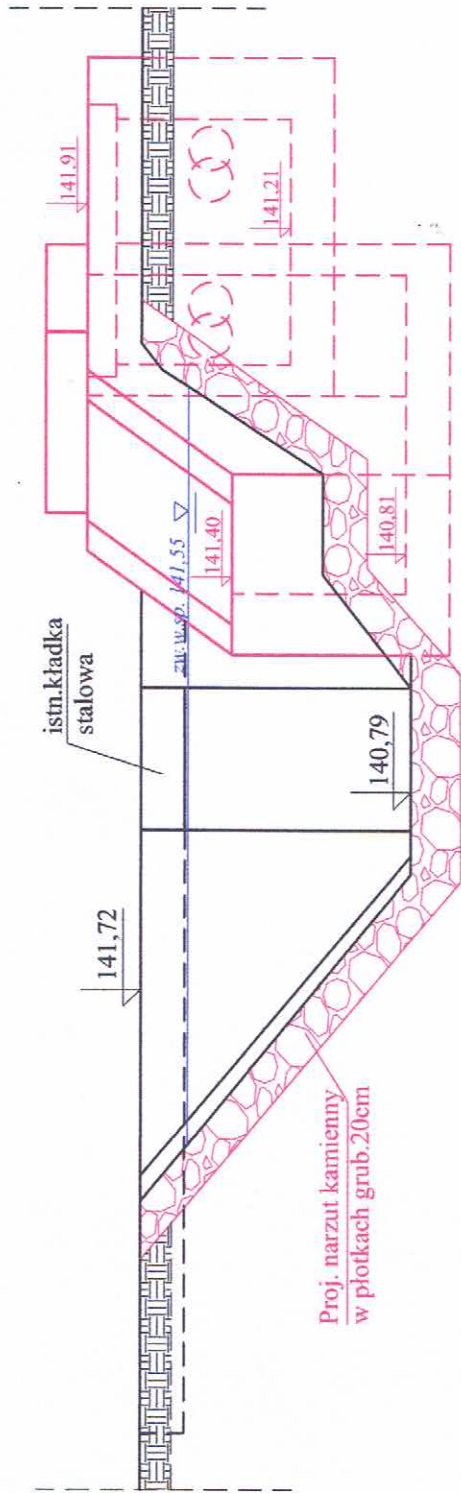 141,72
istn.kładka
stalowa
zw.w.sp. 141,55
141,91
141,40
141,21
140,79
140,81
Proj. narzut kamienny
w płotkach grub.20cm